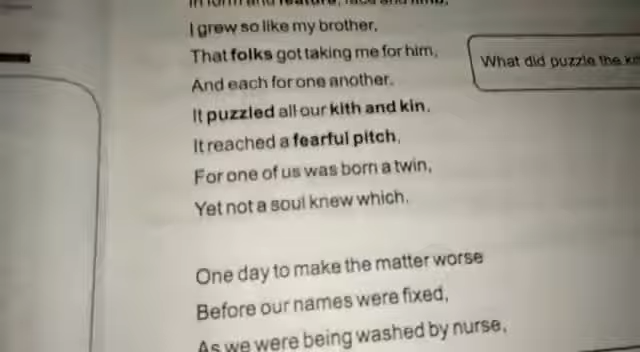 In form and feature, face and limb,
I grew so like my brother,
That folks got taking me for him,
And each for one another.
What did puzzle the
It puzzled all our kith and kin,
It reached a fearful pitch,
For one of us was born a twin,
Yet not a soul knew which.
One day to make the matter worse
Before our names were fixed,
As we were being washed by nurse,